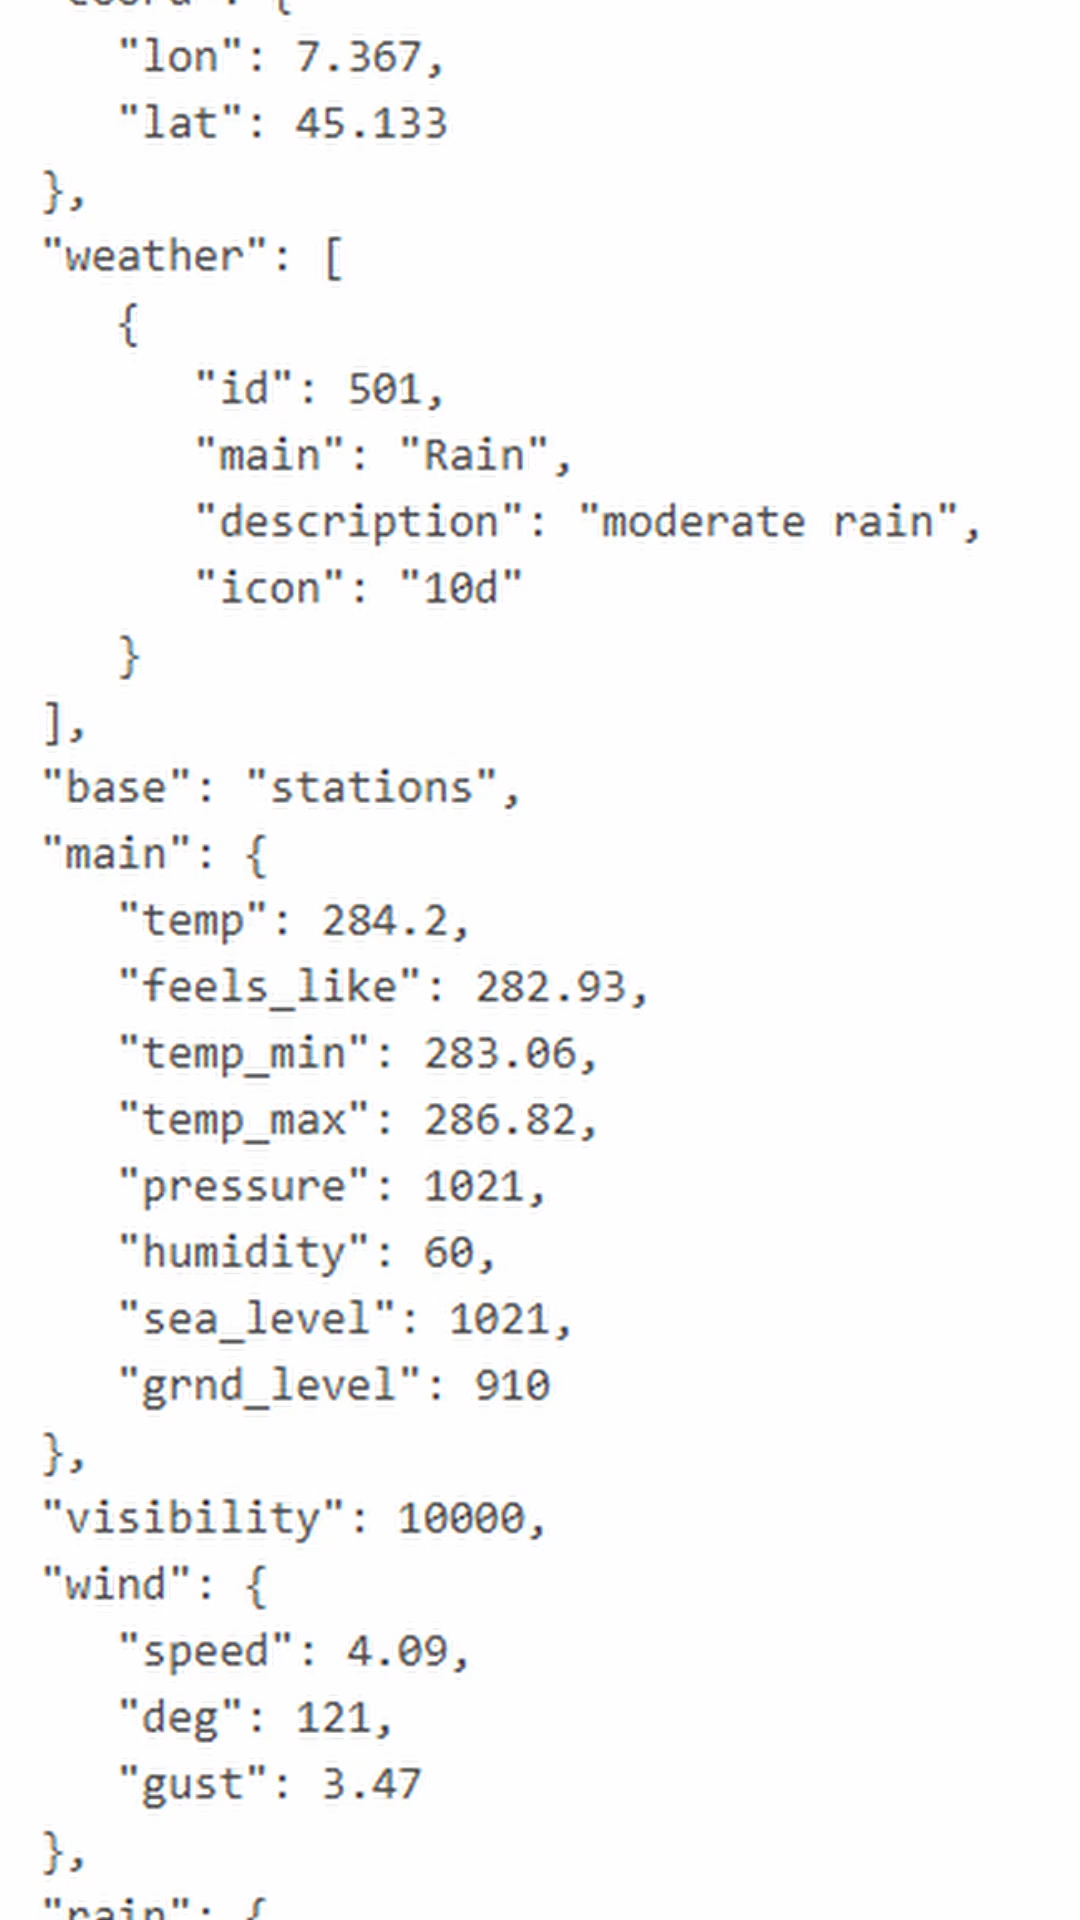 "coord": {
"lon": 7.367,
"lat": 45.133
},
"weather": [
{
"id": 501,
"main": "Rain",
"description": "moderate rain",
"icon": "10d"
}
],
"base": "stations",
"main": {
"temp": 284.2,
"feels_like": 282.93,
"temp_min": 283.06,
"temp_max": 286.82,
"pressure": 1021,
"humidity": 60,
"sea_level": 1021,
"grnd_level": 910
},
"visibility": 10000,
"wind": {
"speed": 4.09,
"deg": 121,
"gust": 3.47
},
"rain": {